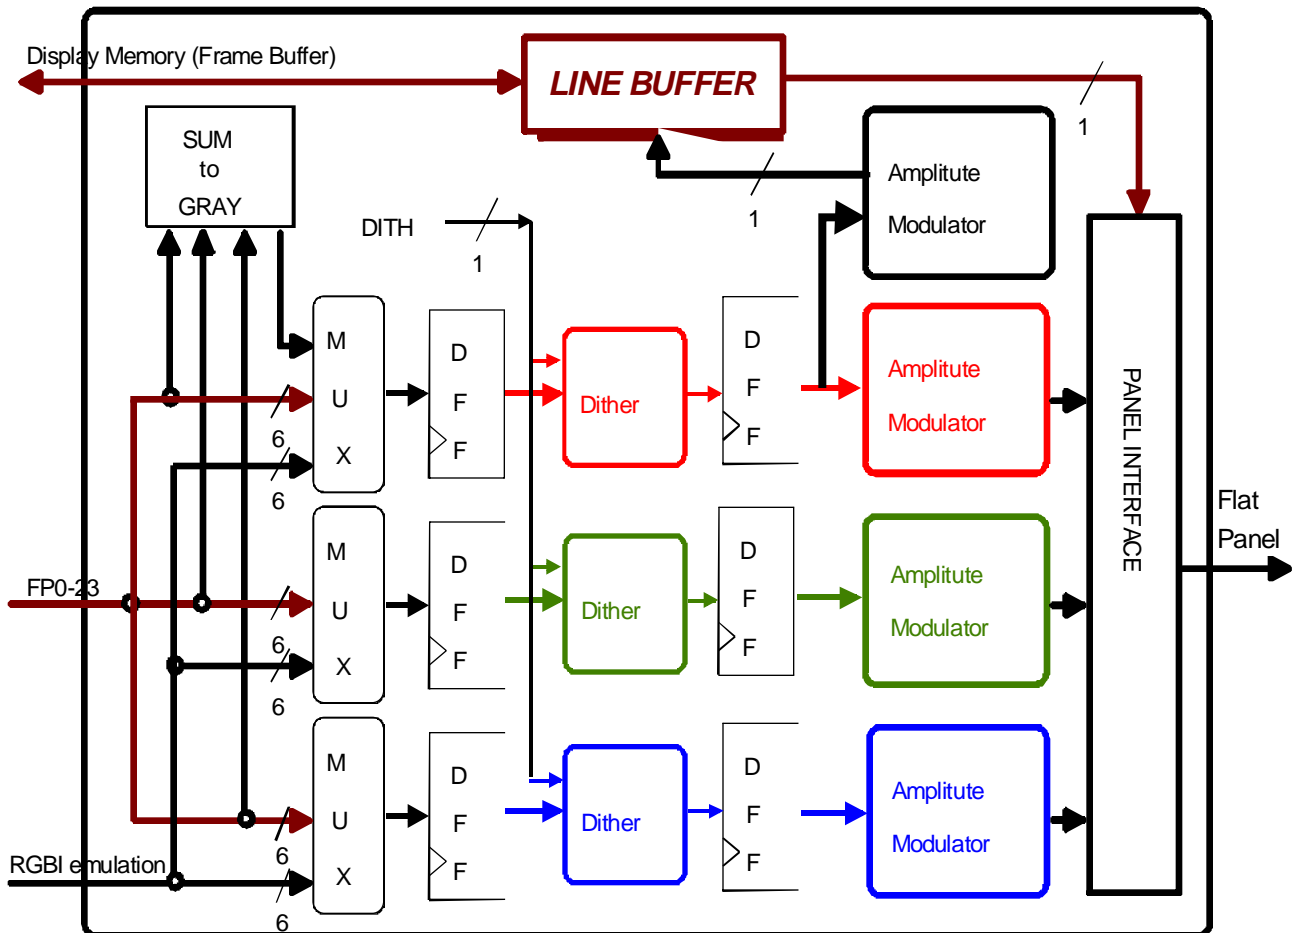 Display Memory (Frame Buffer)
LINE BUFFER
1
SUM
to
GRAY
Amplitute
Modulator
1
DITH
1
M
U
X
6
6
D
F
F
Dither
D
F
F
Amplitute
Modulator
PANEL INTERFACE
Flat
Panel
FP0-23
M
U
X
6
6
D
F
F
Dither
D
F
F
Amplitute
Modulator
RGBI emulation
M
U
X
6
6
D
F
F
Dither
D
F
F
Amplitute
Modulator